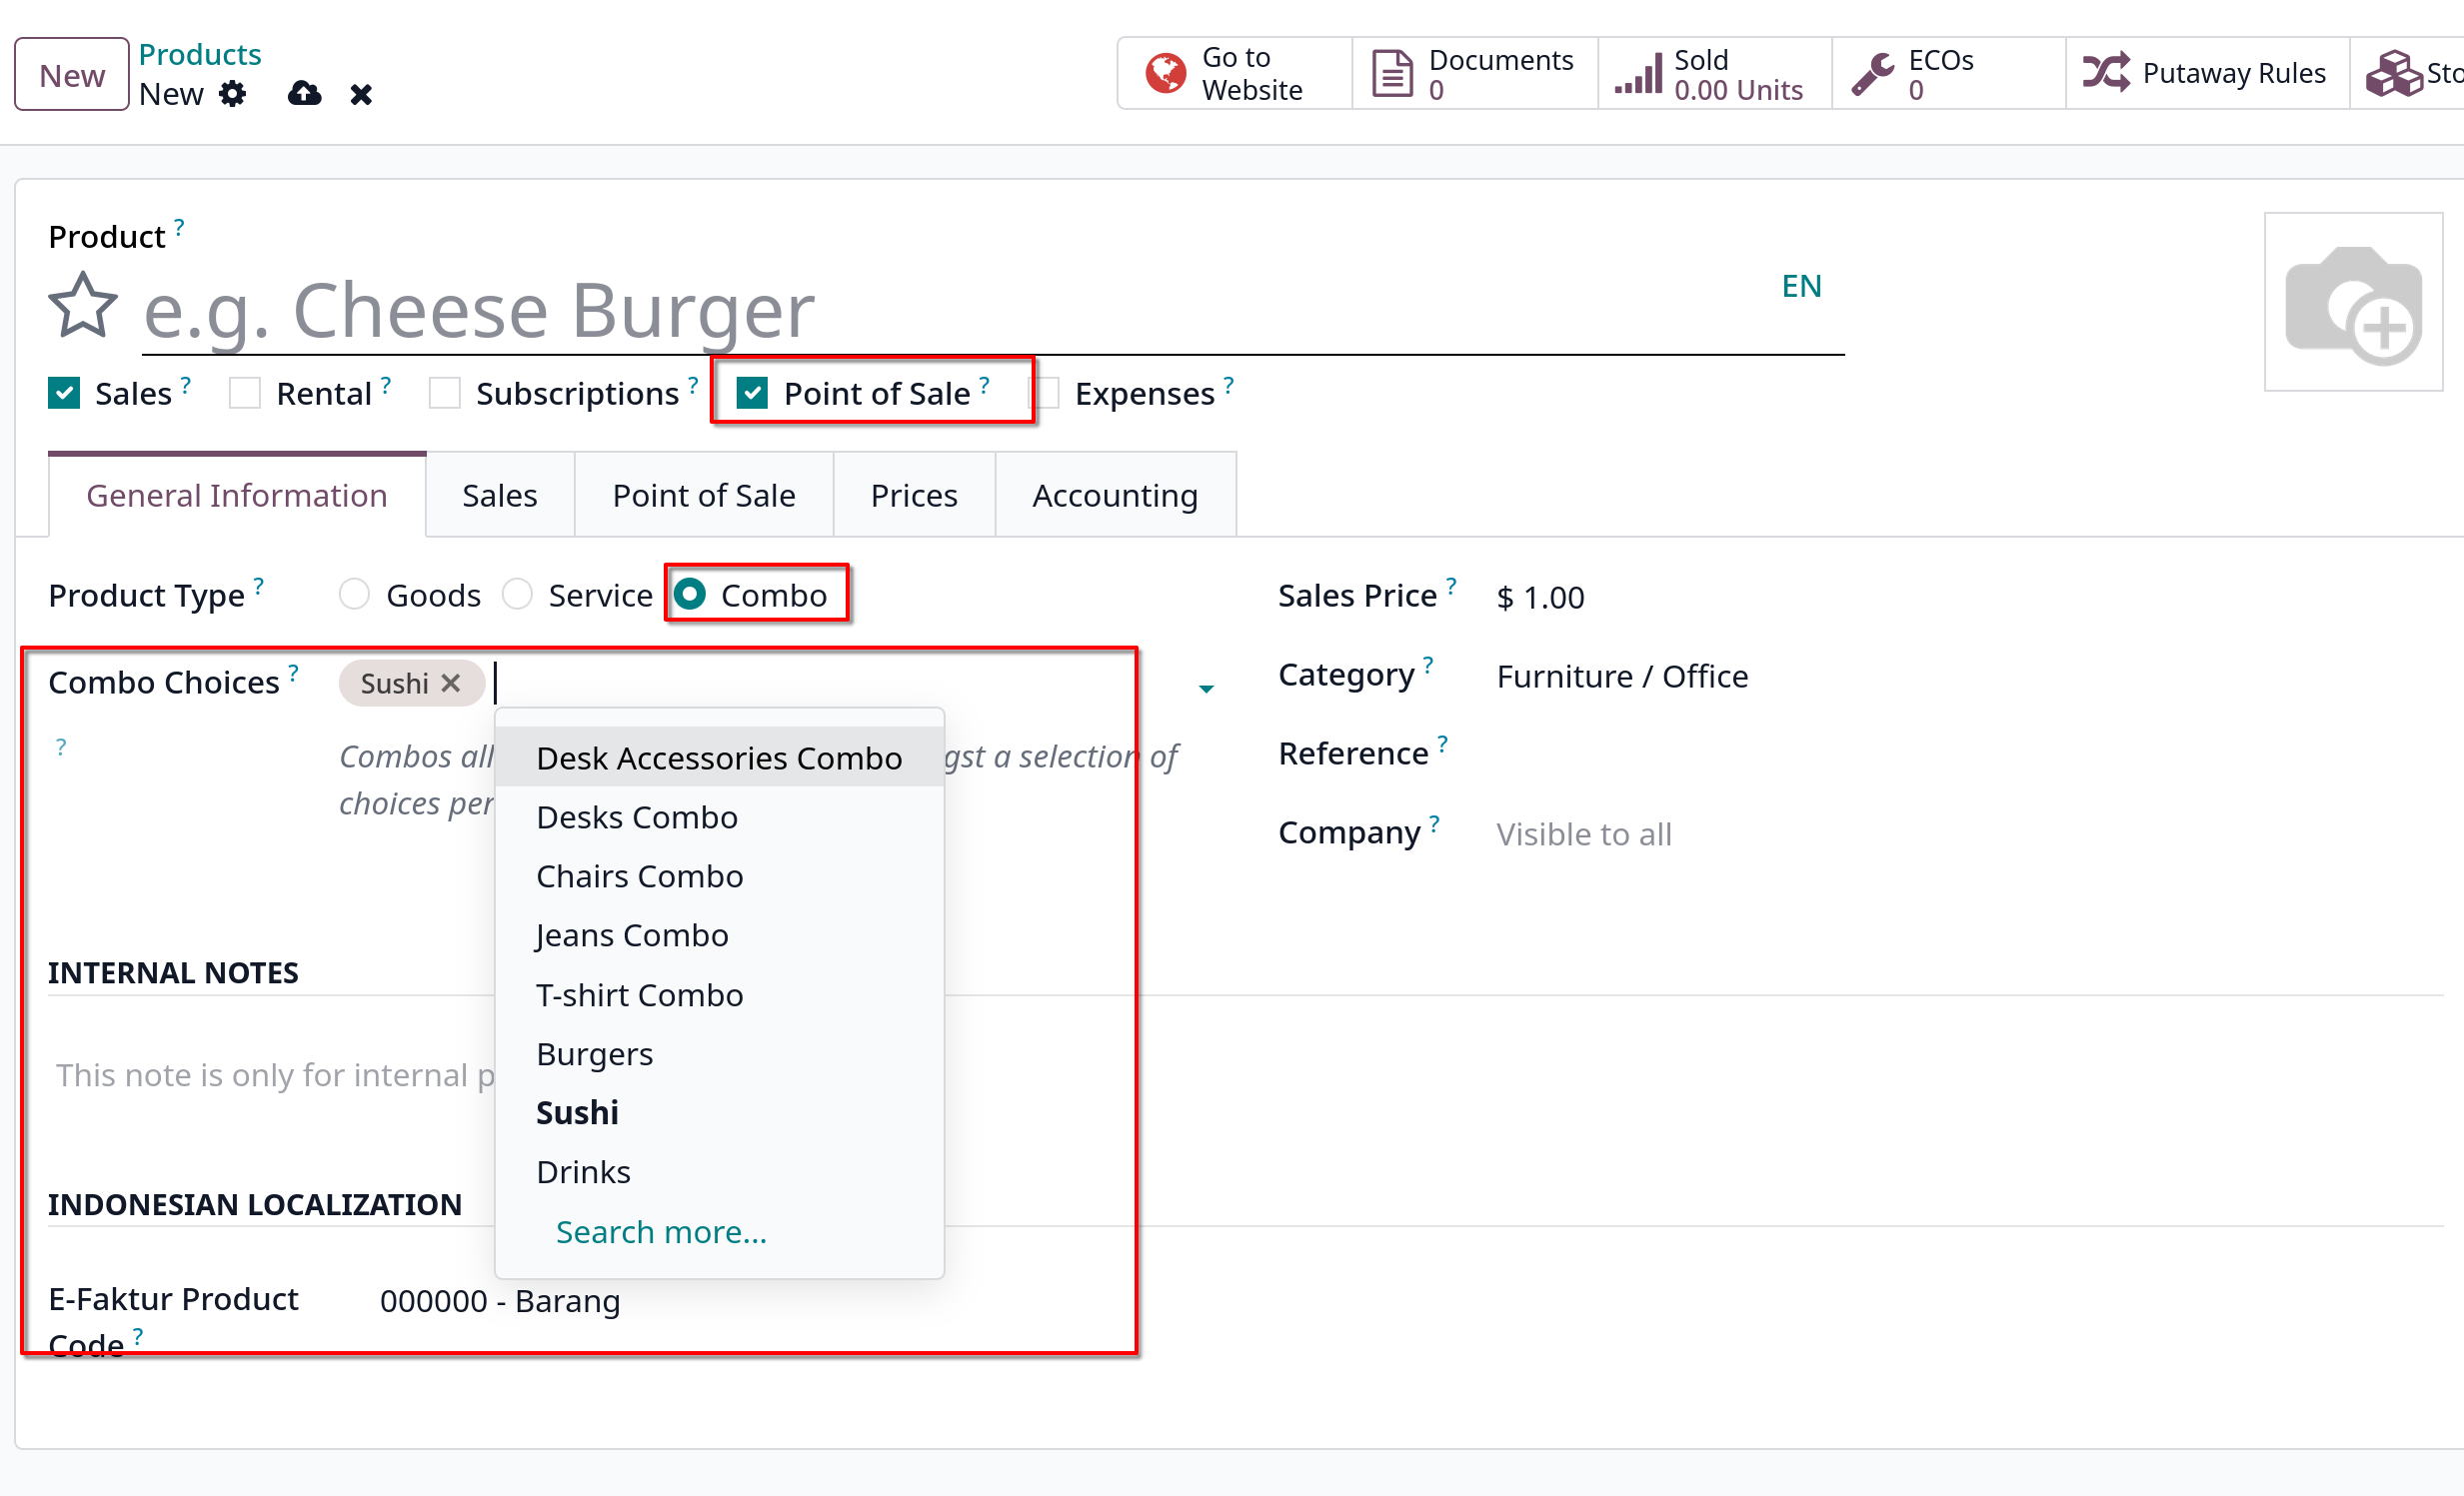 New
Products
New
Go to
Website
Documents
0
Sold
0.00 Units
ECOs
0
Putaway Rules
Sto
Product ?
e.g. Cheese Burger
EN
Sales ? Rental ? Subscriptions ? Point of Sale ? Expenses ?
General Information Sales Point of Sale Prices Accounting
Product Type ? Goods Service Combo
Sales Price ? $ 1.00
Combo Choices ? Sushi
Category ? Furniture / Office
? Combos all gst a selection of
choices per
Reference ?
Company ? Visible to all
Desk Accessories Combo
Desks Combo
Chairs Combo
Jeans Combo
T-shirt Combo
Burgers
Sushi
Drinks
Search more...
INTERNAL NOTES
This note is only for internal p
INDONESIAN LOCALIZATION
E-Faktur Product
Code ?
000000 - Barang